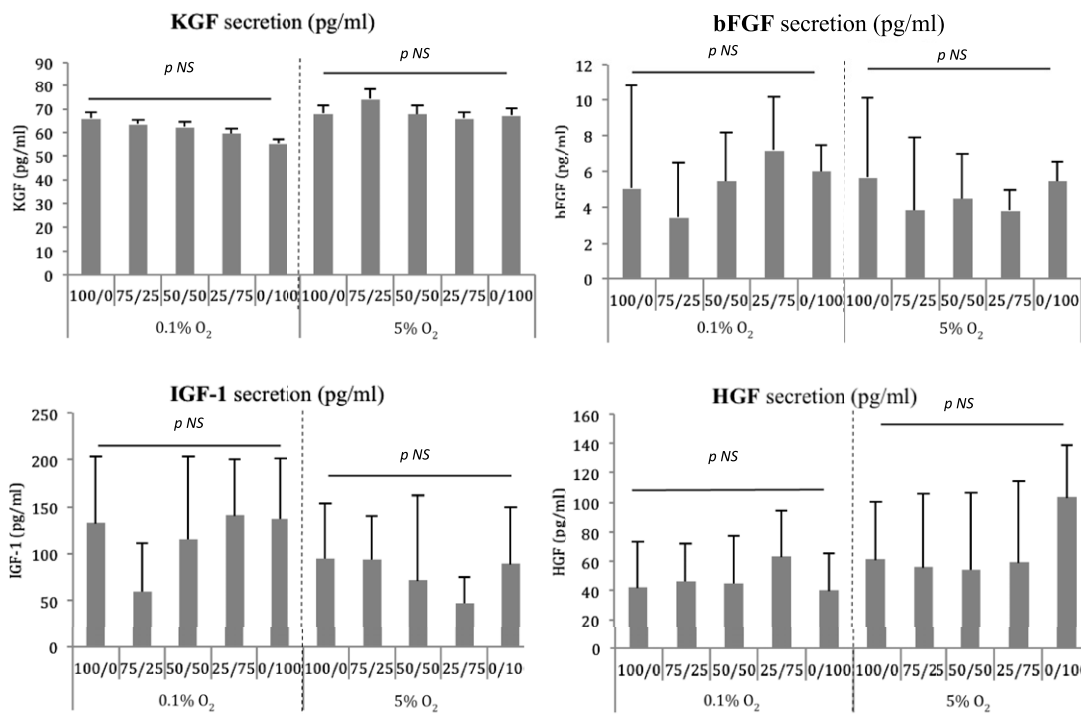 KGF secretion (pg/ml)
p NS
p NS
90
80
70
60
50
40
30
20
10
0
KGF (pg/ml)
100/0 75/25 50/50 25/75 0/100 100/0 75/25 50/50 25/75 0/100
0.1% O2 5% O2
bFGF secretion (pg/ml)
p NS
p NS
12
10
8
6
4
2
0
bFGF (pg/ml)
100/0 75/25 50/50 25/75 0/100 100/0 75/25 50/50 25/75 0/100
0.1% O2 5% O2
IGF-1 secretion (pg/ml)
p NS
p NS
250
200
150
100
50
0
IGF-1 (pg/ml)
100/0 75/25 50/50 25/75 0/100 100/0 75/25 50/50 25/75 0/10
0.1% O2 5% O2
HGF secretion (pg/ml)
p NS
p NS
160
140
120
100
80
60
40
20
0
HGF (pg/ml)
100/0 75/25 50/50 25/75 0/100 100/0 75/25 50/50 25/75 0/100
0.1% O2 5% O2